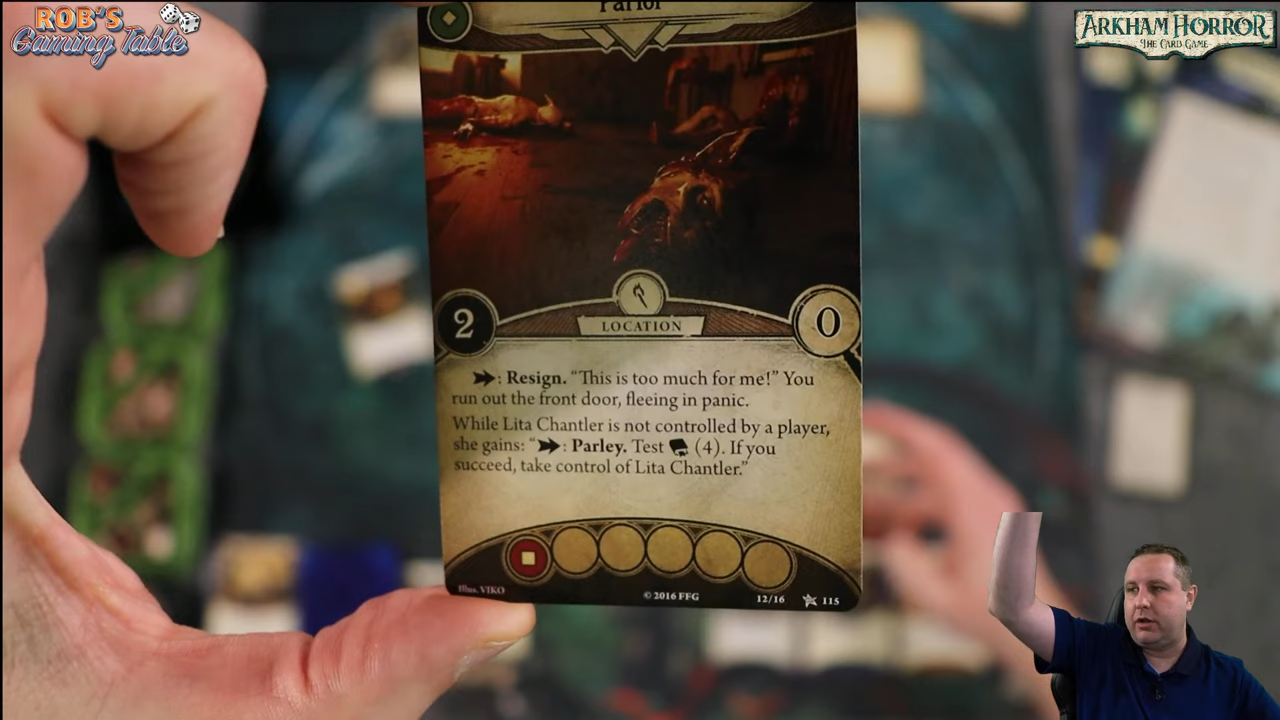 ROB'S
Gaming Table
ARKHAM HORROR
THE CARD GAME
Parlor
2
LOCATION
0
: Resign. “This is too much for me!” You
run out the front door, fleeing in panic.
While Lita Chantler is not controlled by a player,
she gains: “ : Parley. Test (4). If you
succeed, take control of Lita Chantler.”
Illus. VIKO
© 2016 FFG
12/16
115